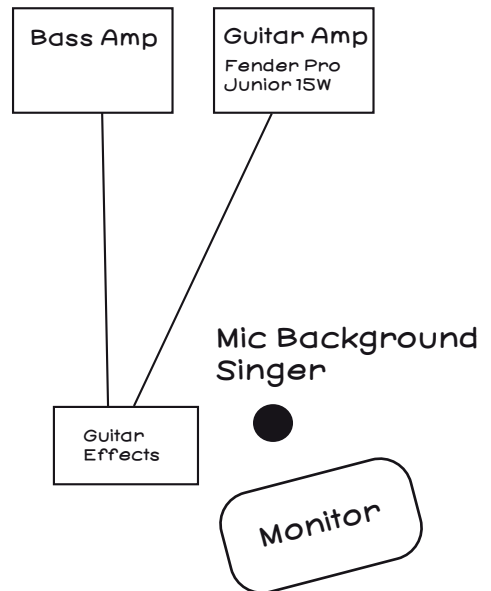 Bass Amp
Guitar Amp
Fender Pro
Junior 15W
Mic Background
Singer
Guitar
Effects
Monitor